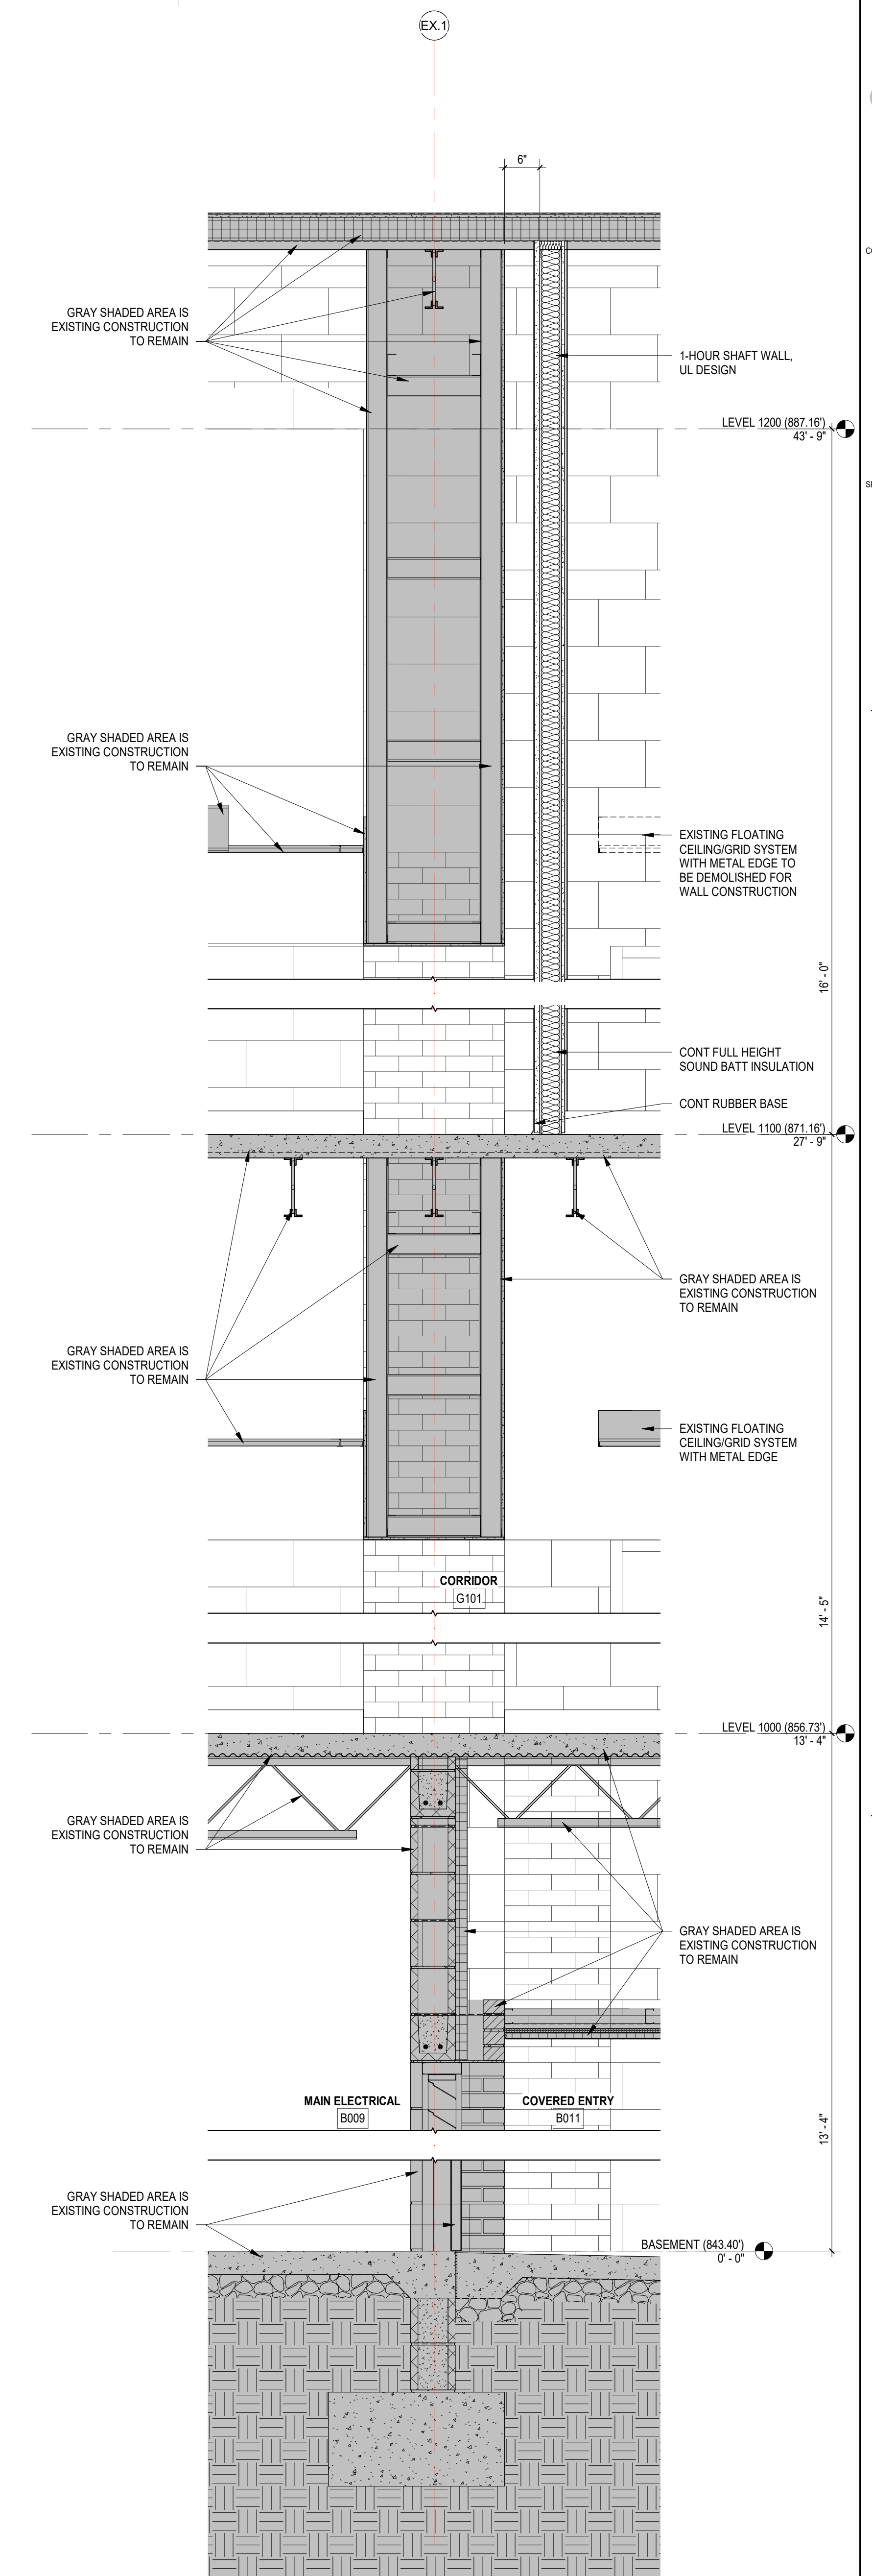 EX.1
6"
GRAY SHADED AREA IS
EXISTING CONSTRUCTION
TO REMAIN
1-HOUR SHAFT WALL,
UL DESIGN
LEVEL 1200 (887.16')
43' - 9"
GRAY SHADED AREA IS
EXISTING CONSTRUCTION
TO REMAIN
EXISTING FLOATING
CEILING/GRID SYSTEM
WITH METAL EDGE TO
BE DEMOLISHED FOR
WALL CONSTRUCTION
16' - 0"
CONT FULL HEIGHT
SOUND BATT INSULATION
CONT RUBBER BASE
LEVEL 1100 (871.16')
27' - 9"
GRAY SHADED AREA IS
EXISTING CONSTRUCTION
TO REMAIN
GRAY SHADED AREA IS
EXISTING CONSTRUCTION
TO REMAIN
EXISTING FLOATING
CEILING/GRID SYSTEM
WITH METAL EDGE
CORRIDOR
G101
14' - 5"
LEVEL 1000 (856.73')
13' - 4"
GRAY SHADED AREA IS
EXISTING CONSTRUCTION
TO REMAIN
GRAY SHADED AREA IS
EXISTING CONSTRUCTION
TO REMAIN
MAIN ELECTRICAL
B009
COVERED ENTRY
B011
13' - 4"
GRAY SHADED AREA IS
EXISTING CONSTRUCTION
TO REMAIN
BASEMENT (843.40')
0' - 0"